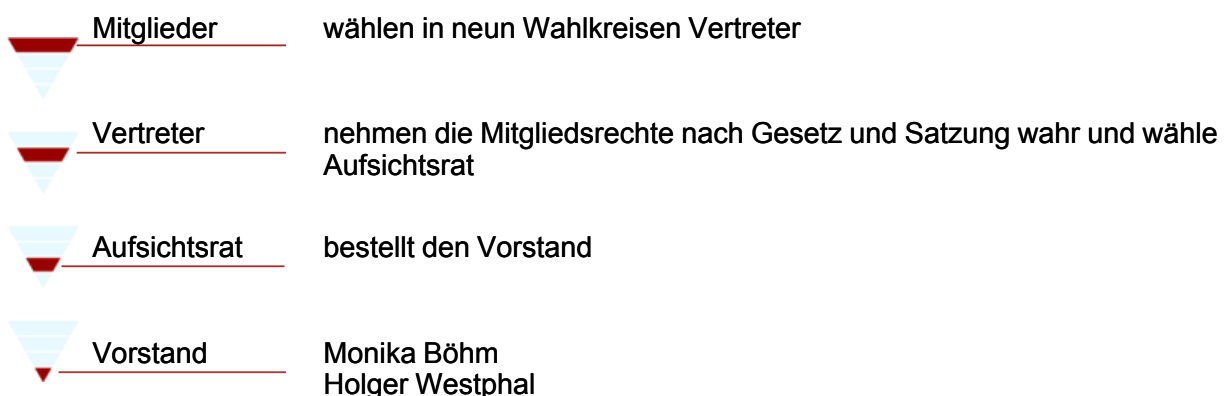 Mitglieder wählen in neun Wahlkreisen Vertreter
Vertreter nehmen die Mitgliedsrechte nach Gesetz und Satzung wahr und wähle
Aufsichtsrat
Aufsichtsrat bestellt den Vorstand
Vorstand Monika Böhm
Holger Westphal